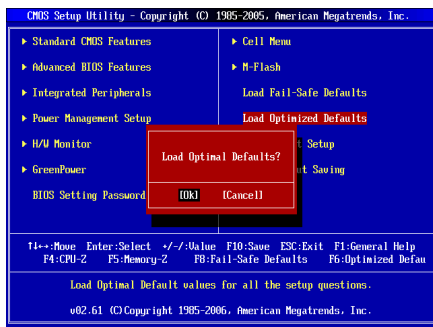 CMOS Setup Utility - Copyright (C) 1985-2005, American Megatrends, Inc.
▶ Standard CMOS Features ▶ Cell Menu
▶ Advanced BIOS Features ▶ M-Flash
▶ Integrated Peripherals Load Fail-Safe Defaults
▶ Power Management Setup Load Optimized Defaults
▶ H/W Monitor t Setup
▶ GreenPower ut Saving
BIOS Setting Password
Load Optimal Defaults?
[Ok] [Cancel]
↑↓←→:Move Enter:Select +/-/:Value F10:Save ESC:Exit F1:General Help
F4:CPU-Z F5:Memory-Z F8:Fail-Safe Defaults F6:Optimized Defau
Load Optimal Default values for all the setup questions.
v02.61 (C)Copyright 1985-2006, American Megatrends, Inc.